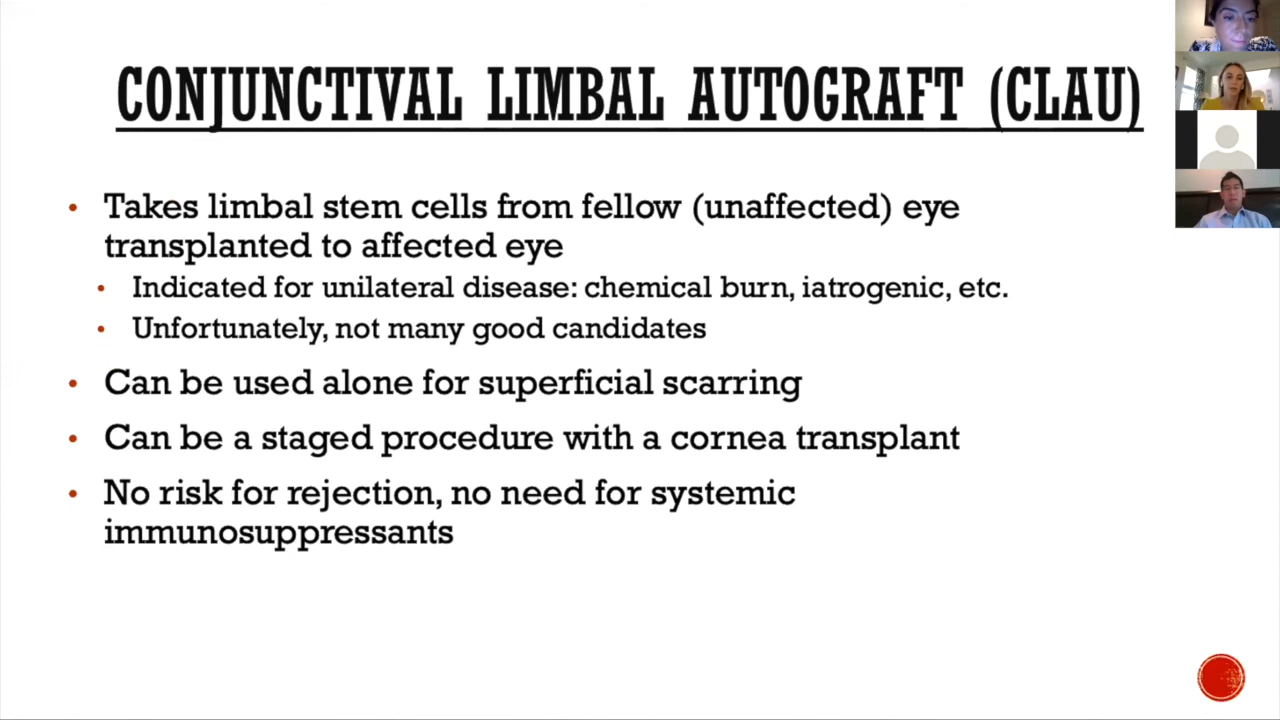 CONJUNCTIVAL LIMBAL AUTOGRAFT (CLAU)
• Takes limbal stem cells from fellow (unaffected) eye
transplanted to affected eye
• Indicated for unilateral disease: chemical burn, iatrogenic, etc.
• Unfortunately, not many good candidates
• Can be used alone for superficial scarring
• Can be a staged procedure with a cornea transplant
• No risk for rejection, no need for systemic
immunosuppressants